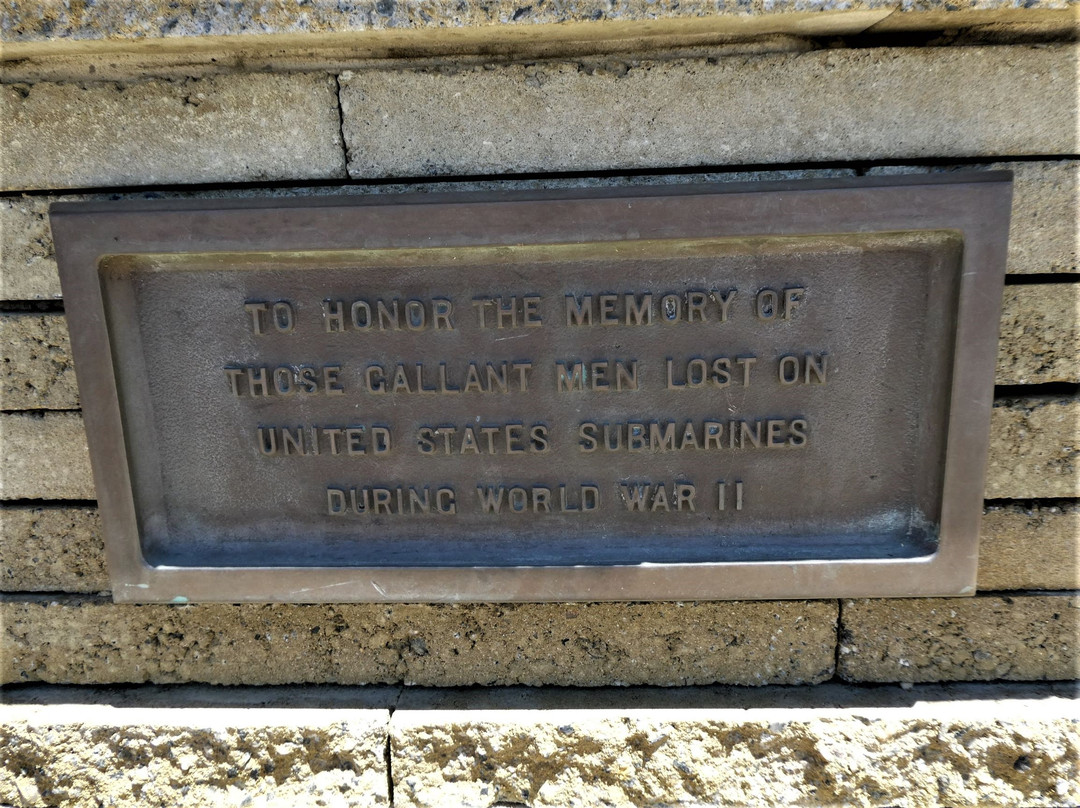 TO HONOR THE MEMORY OF
THOSE GALLANT MEN LOST ON
UNITED STATES SUBMARINES
DURING WORLD WAR II